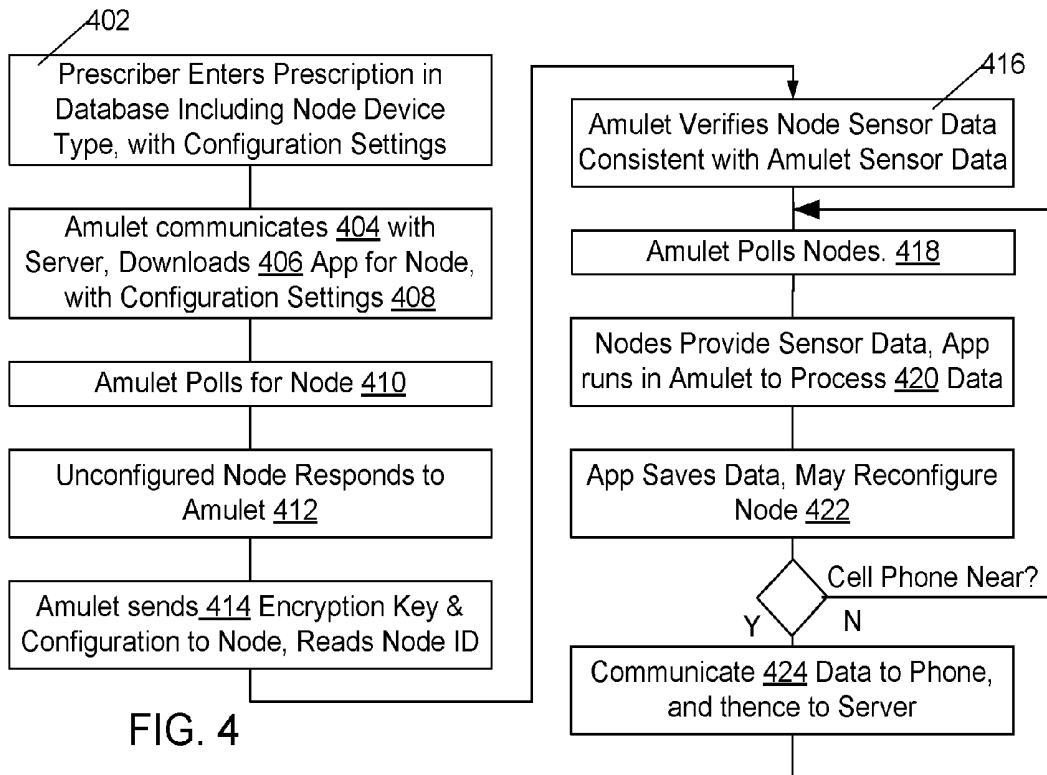 402
Prescriber Enters Prescription in
Database Including Node Device
Type, with Configuration Settings
Amulet communicates 404 with
Server, Downloads 406 App for Node,
with Configuration Settings 408
Amulet Polls for Node 410
Unconfigured Node Responds to
Amulet 412
Amulet sends 414 Encryption Key &
Configuration to Node, Reads Node ID
FIG. 4
416
Amulet Verifies Node Sensor Data
Consistent with Amulet Sensor Data
Amulet Polls Nodes. 418
Nodes Provide Sensor Data, App
runs in Amulet to Process 420 Data
App Saves Data, May Reconfigure
Node 422
Cell Phone Near?
Y N
Communicate 424 Data to Phone,
and thence to Server